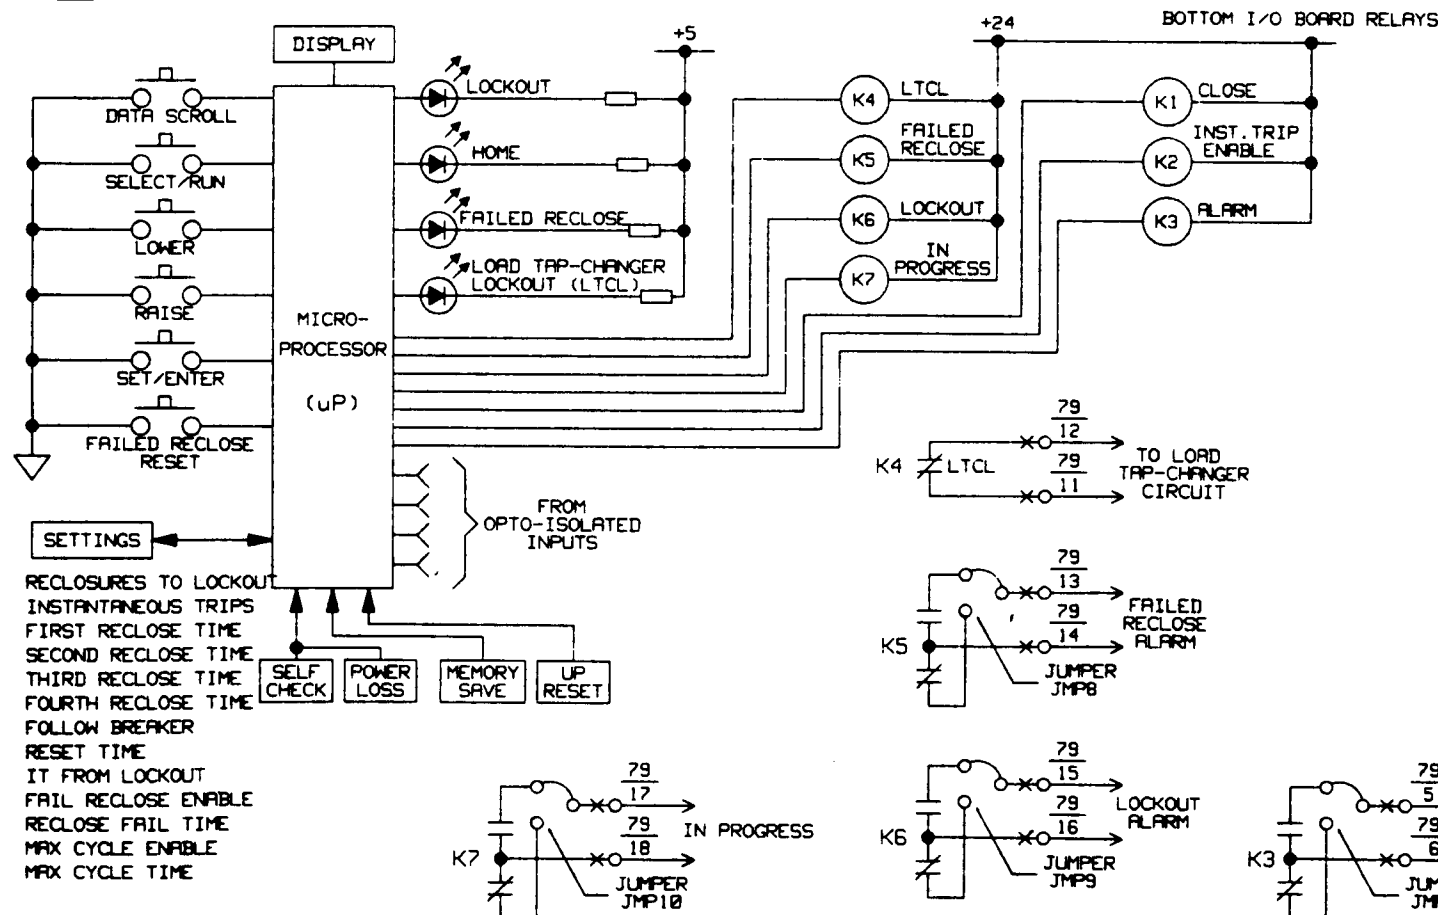 BOTTOM I/O BOARD RELAYS
DISPLAY
+5
+24
DATA SCROLL
SELECT/RUN
LOWER
RAISE
SET/ENTER
FAILED RECLOSE
RESET
MICRO-
PROCESSOR
(uP)
LOCKOUT
HOME
FAILED RECLOSE
LOAD TAP-CHANGER
LOCKOUT (LTCL)
K4
LTCL
K5
FAILED
RECLOSE
K6
LOCKOUT
K7
IN
PROGRESS
K1
CLOSE
K2
INST.TRIP
ENABLE
K3
ALARM
FROM
OPTO-ISOLATED
INPUTS
SETTINGS
RECLOSURES TO LOCKOUT
INSTANTANEOUS TRIPS
FIRST RECLOSE TIME
SECOND RECLOSE TIME
THIRD RECLOSE TIME
FOURTH RECLOSE TIME
FOLLOW BREAKER
RESET TIME
IT FROM LOCKOUT
FAIL RECLOSE ENABLE
RECLOSE FAIL TIME
MAX CYCLE ENABLE
MAX CYCLE TIME
SELF
CHECK
POWER
LOSS
MEMORY
SAVE
UP
RESET
K4
LTCL
79
12
79
11
TO LOAD
TAP-CHANGER
CIRCUIT
K5
79
13
79
14
FAILED
RECLOSE
ALARM
JUMPER
JMP8
K6
79
15
79
16
LOCKOUT
ALARM
JUMPER
JMP9
K7
79
17
79
18
IN PROGRESS
JUMPER
JMP10
K3
79
5
79
6